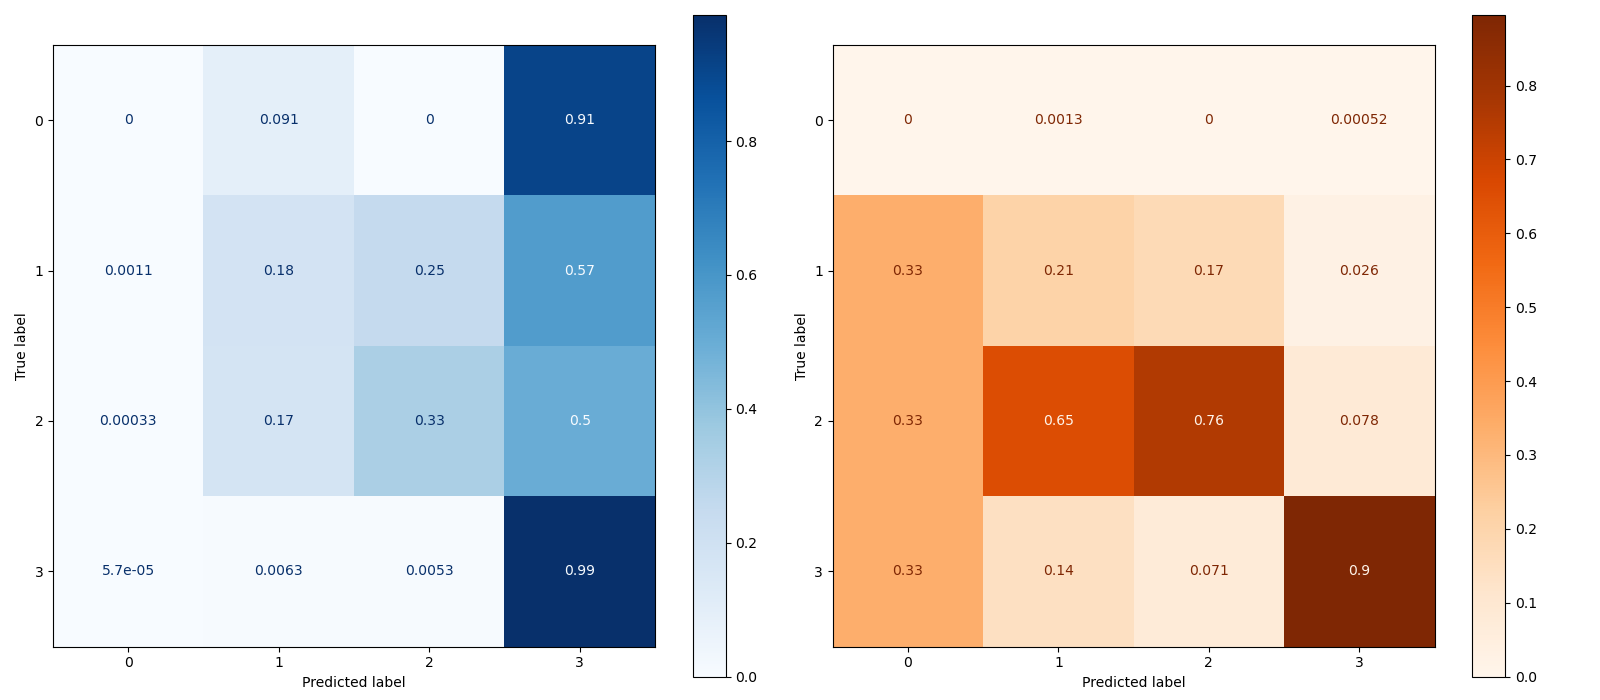 0 0 0.091 0 0.91
1 0.0011 0.18 0.25 0.57
2 0.00033 0.17 0.33 0.5
3 5.7e-05 0.0063 0.0053 0.99
0 1 2 3
True label
Predicted label
0.8
0.6
0.4
0.2
0.0
0 0 0.0013 0 0.00052
1 0.33 0.21 0.17 0.026
2 0.33 0.65 0.76 0.078
3 0.33 0.14 0.071 0.9
0 1 2 3
True label
Predicted label
0.8
0.7
0.6
0.5
0.4
0.3
0.2
0.1
0.0